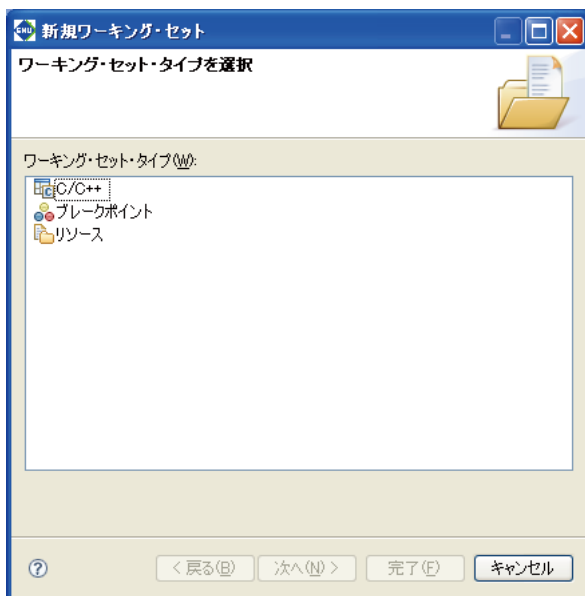 GNU 新規ワーキング・セット
ワーキング・セット・タイプを選択
ワーキング・セット・タイプ(W):
C/C++
ブレークポイント
リソース
? < 戻る(B) 次へ(N) > 完了(F) キャンセル